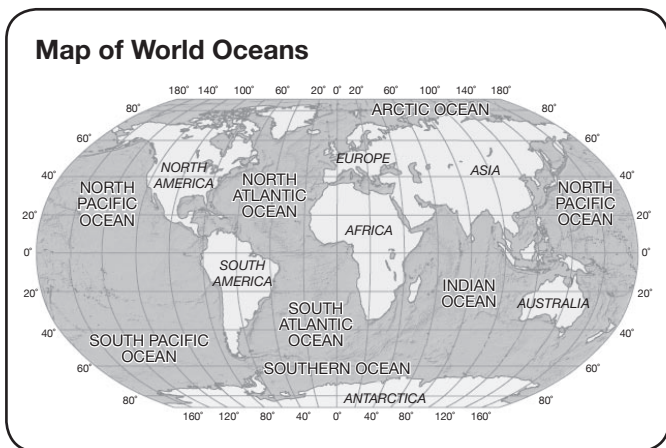 Map of World Oceans
180˚ 140˚ 100˚ 60˚ 20˚ 0˚ 20˚ 60˚ 100˚ 140˚ 180˚
80˚ ARCTIC OCEAN 80˚
60˚ 60˚
EUROPE
NORTH
AMERICA
ASIA
40˚ 40˚
NORTH
PACIFIC
OCEAN
NORTH
ATLANTIC
OCEAN
NORTH
PACIFIC
OCEAN
20˚ 20˚
AFRICA
0˚ 0˚
SOUTH
AMERICA
INDIAN
OCEAN
20˚ 20˚
AUSTRALIA
SOUTH
ATLANTIC
OCEAN
40˚ 40˚
SOUTH PACIFIC
OCEAN
60˚ 60˚
SOUTHERN OCEAN
80˚ ANTARCTICA 80˚
160˚ 120˚ 80˚ 40˚ 0˚ 40˚ 80˚ 120˚ 160˚